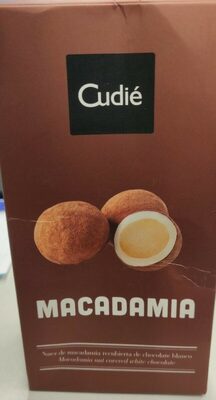 Cudié
MACADAMIA
Nuez de macadamia recubierta de chocolate blanco
Macadamia nut covered white chocolate